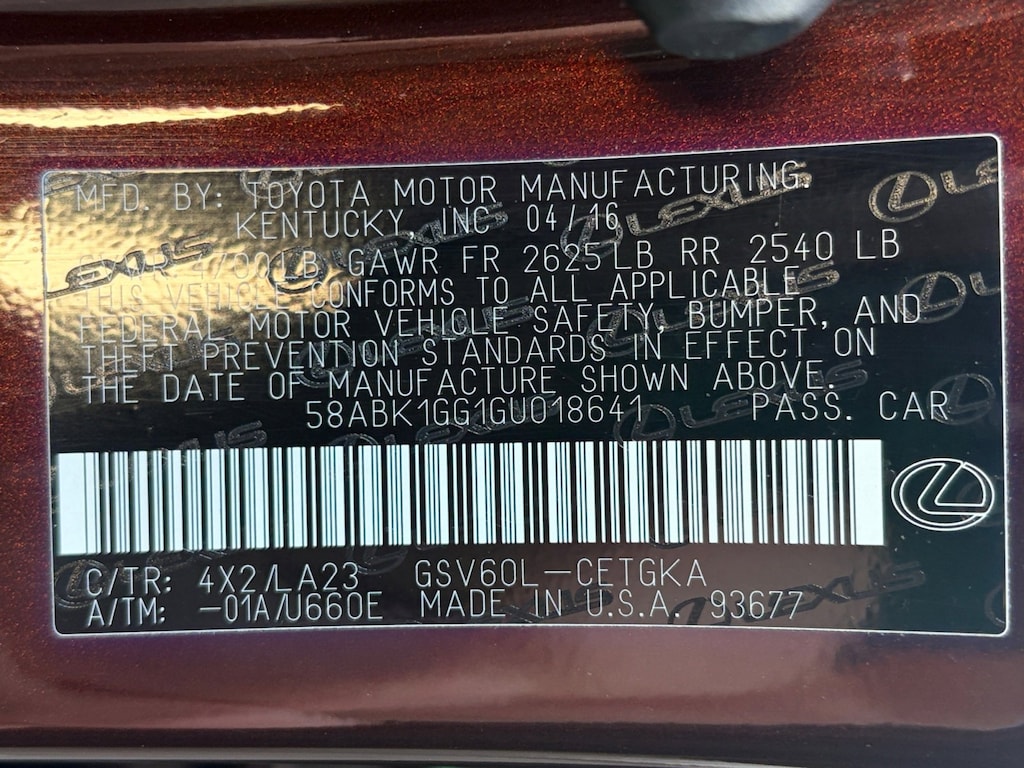 MFD. BY: TOYOTA MOTOR MANUFACTURING,
KENTUCKY, INC 04/16
GAWR FR 2625 LB RR 2540 LB
THIS VEHICLE CONFORMS TO ALL APPLICABLE
FEDERAL MOTOR VEHICLE SAFETY, BUMPER, AND
THEFT PREVENTION STANDARDS IN EFFECT ON
THE DATE OF MANUFACTURE SHOWN ABOVE.
58ABK1GG1GU018641 PASS. CAR
C/TR: 4X2/LA23 GSV60L-CETGKA
A/TM: -01A/U660E MADE IN U.S.A. 93677
LEXUS